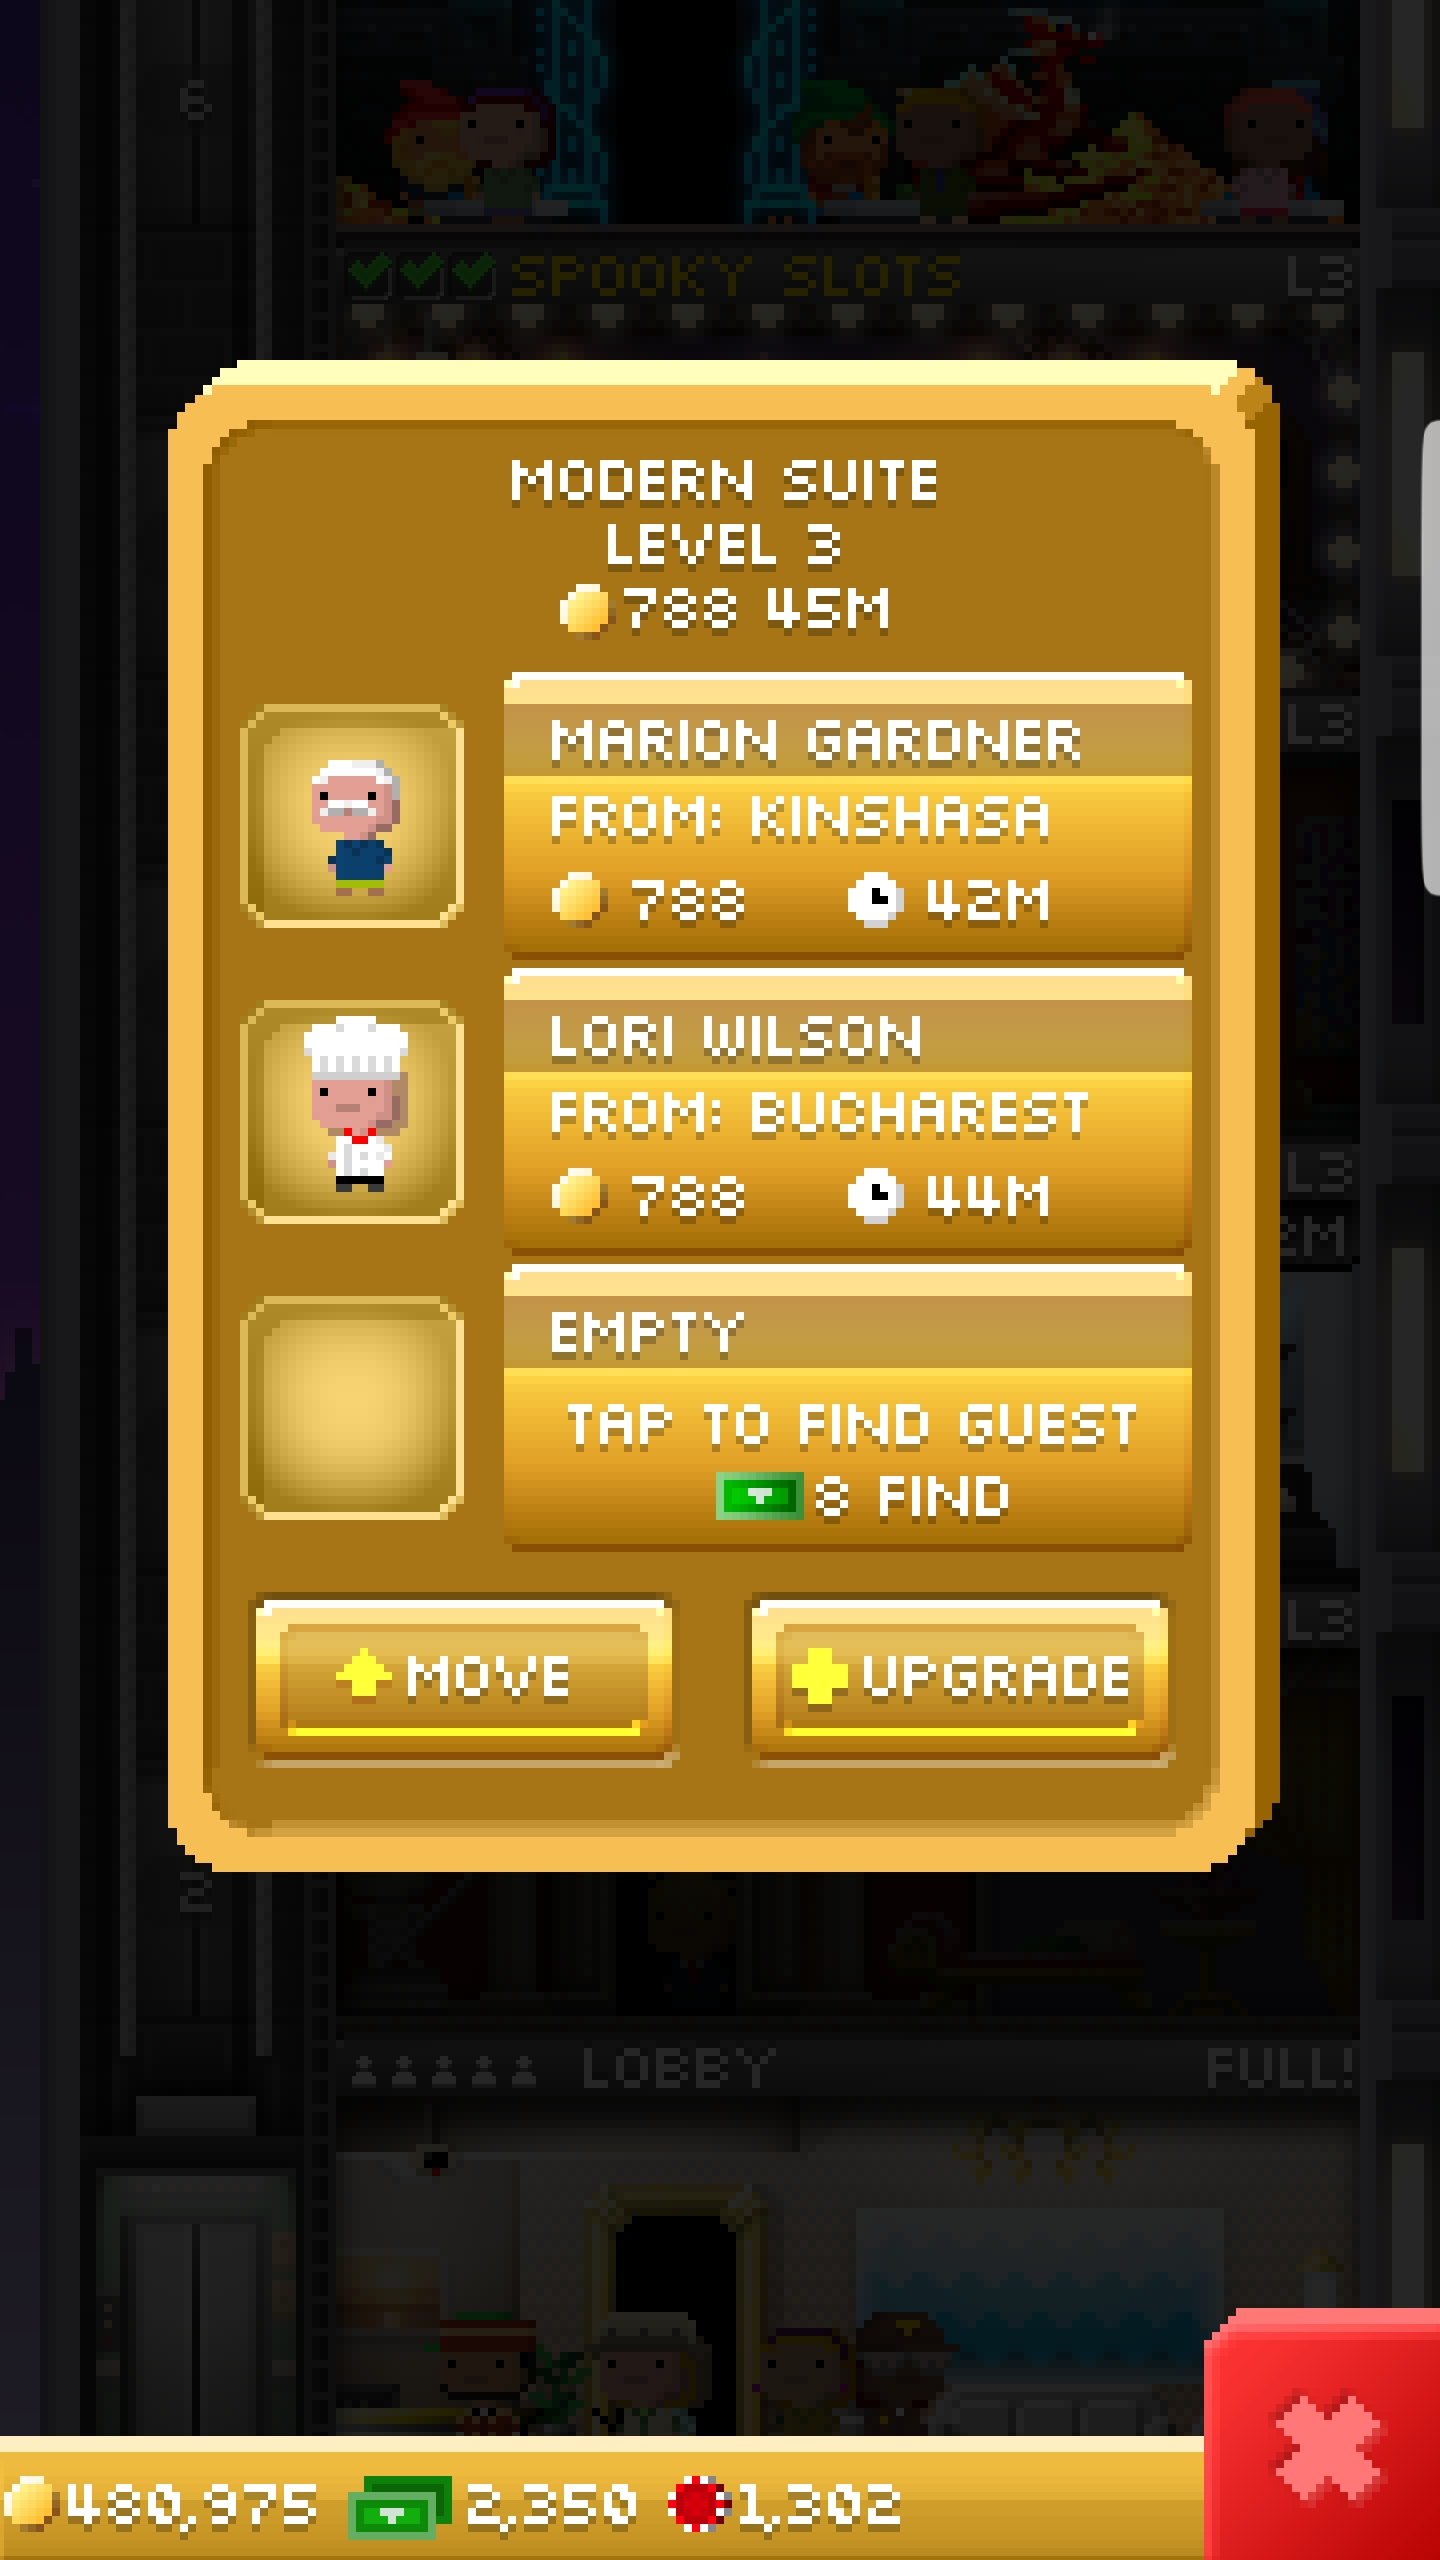 6
SPOOKY SLOTS L3
MODERN SUITE
LEVEL 3
788 45M
L3
MARION GARDNER
FROM: KINSHASA
788 42M
LORI WILSON
FROM: BUCHAREST
L3
788 44M
2M
EMPTY
TAP TO FIND GUEST
8 FIND
L3
MOVE UPGRADE
2
LOBBY FULL!
480,975 2,350 1,302